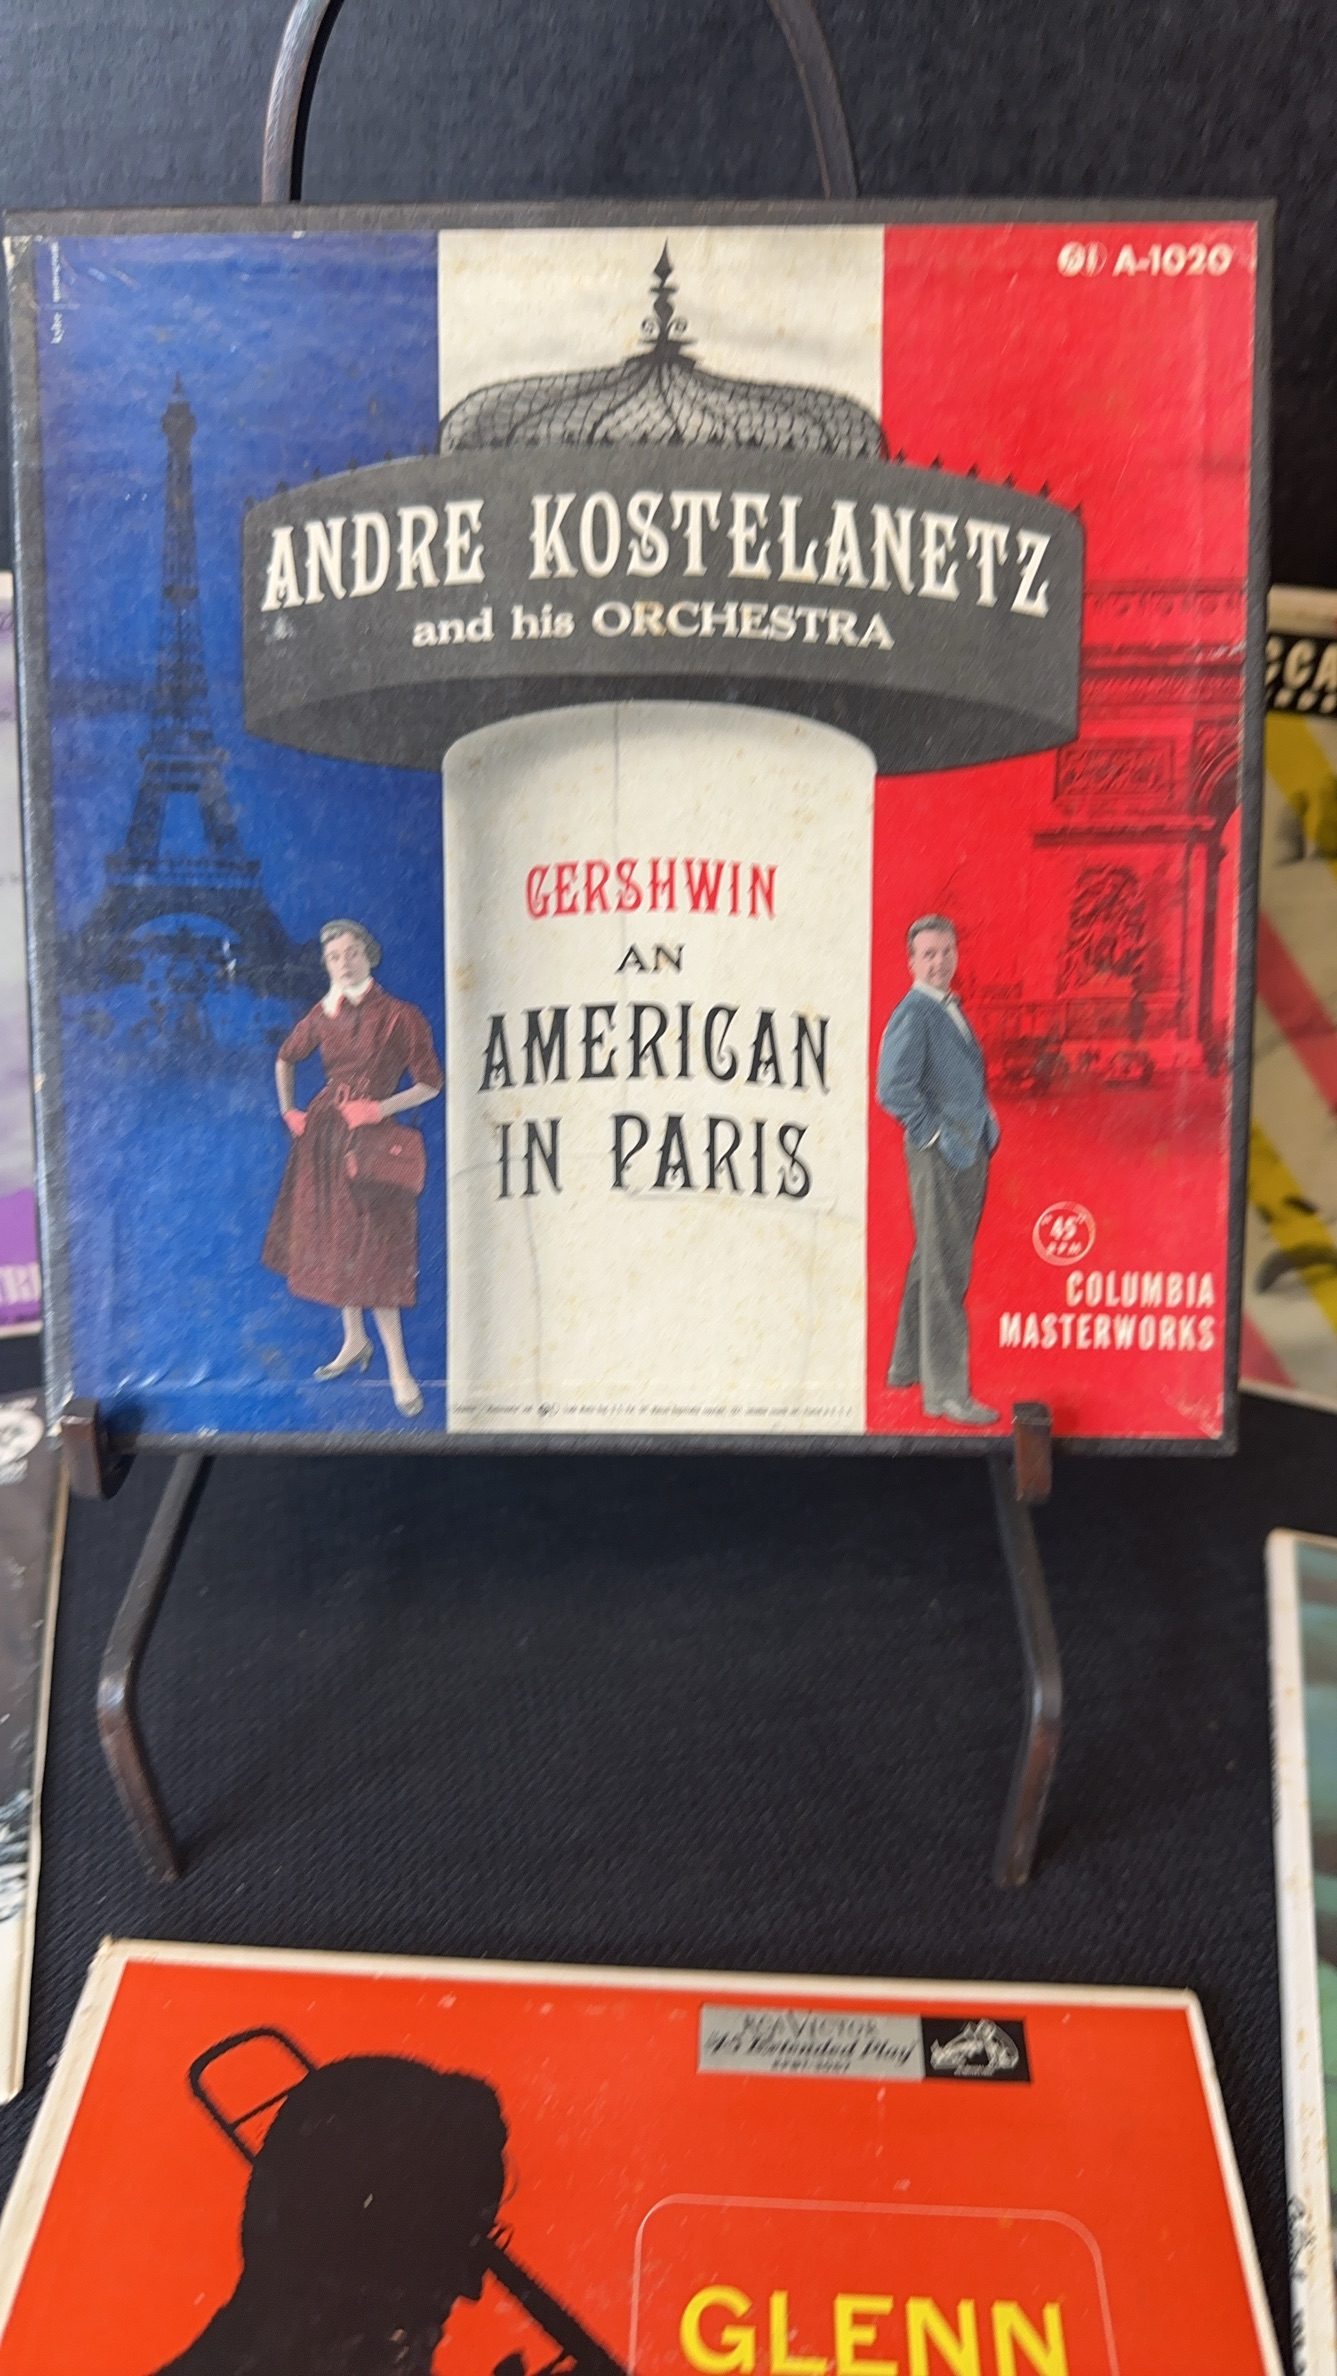 A-1020
ANDRE KOSTELANETZ
and his ORCHESTRA
GERSHWIN
AN
AMERICAN
IN PARIS
"45"
RPM
COLUMBIA
MASTERWORKS
RCA VICTOR
45 Extended Play
GLENN